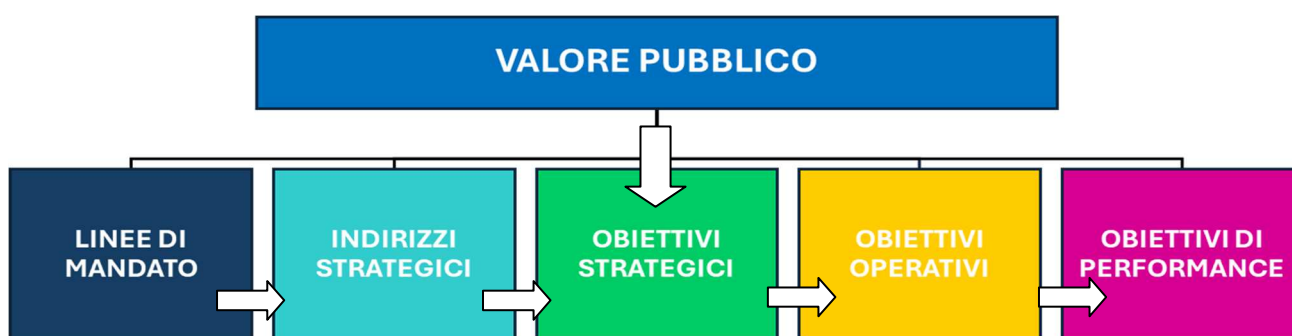 VALORE PUBBLICO
LINEE DI
MANDATO
INDIRIZZI
STRATEGICI
OBIETTIVI
STRATEGICI
OBIETTIVI
OPERATIVI
OBIETTIVI DI
PERFORMANCE